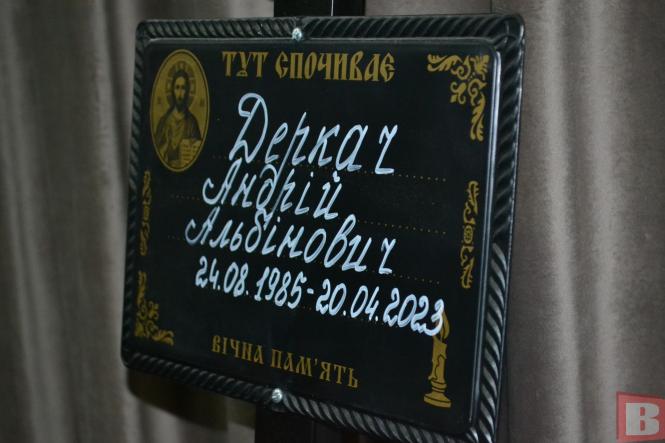 ТУТ СПОЧИВАЄ
Деркач
Андрій
Альбінович
24.08.1985-20.04.2023
ВІЧНА ПАМ'ЯТЬ
В